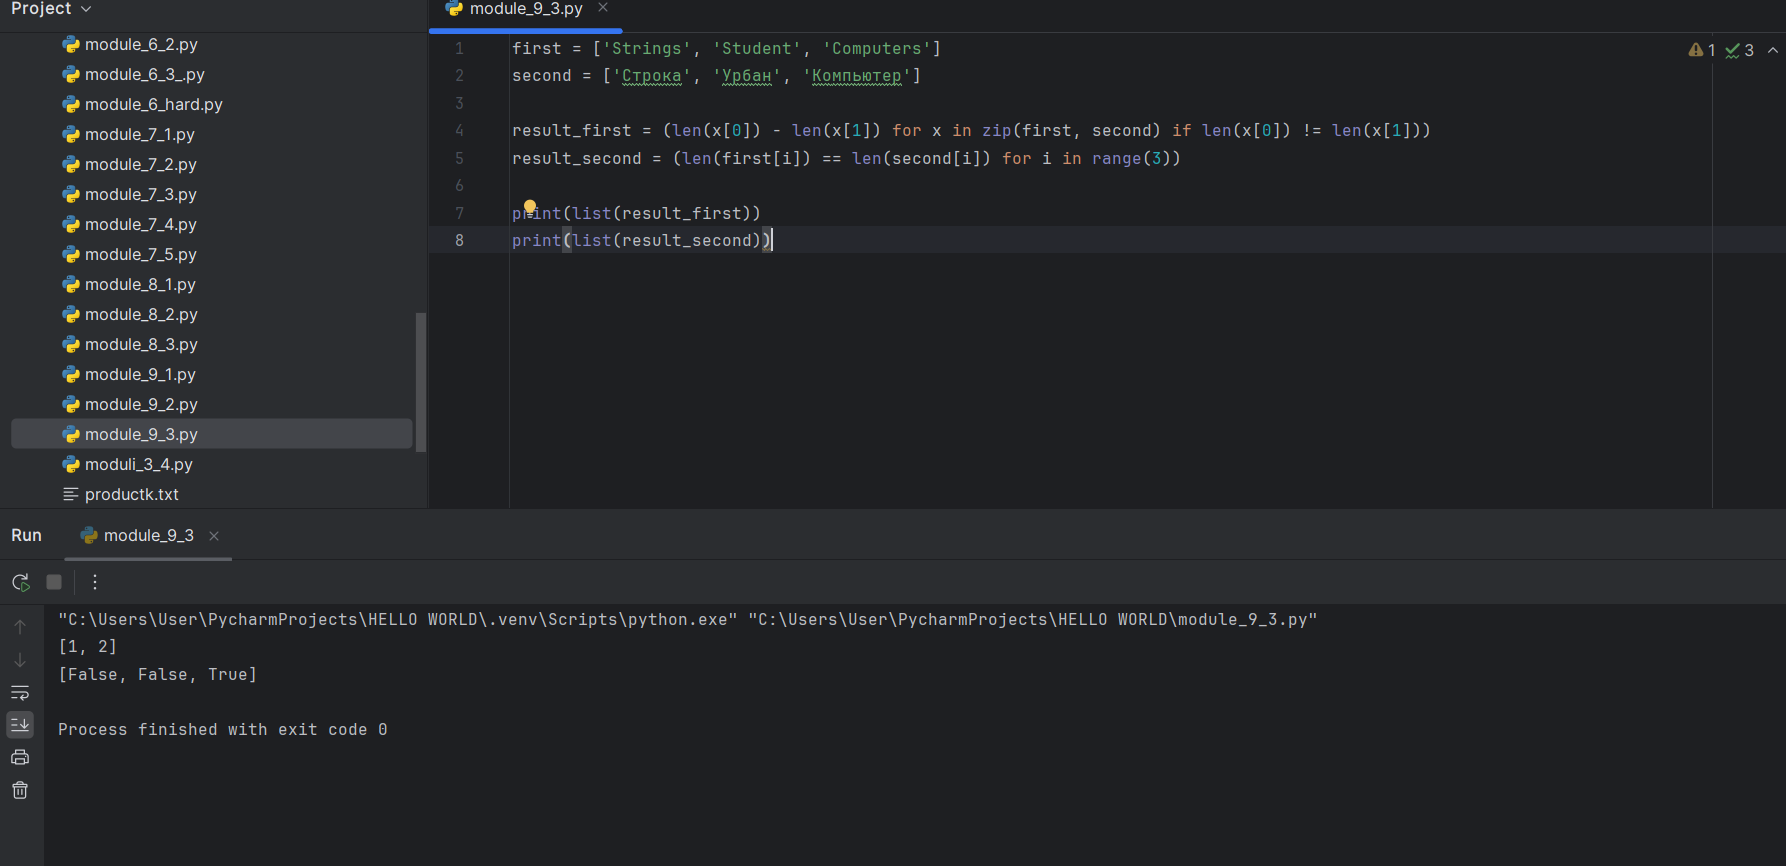 Project
module_6_2.py
module_6_3_.py
module_6_hard.py
module_7_1.py
module_7_2.py
module_7_3.py
module_7_4.py
module_7_5.py
module_8_1.py
module_8_2.py
module_8_3.py
module_9_1.py
module_9_2.py
module_9_3.py
moduli_3_4.py
productk.txt
module_9_3.py
1 first = ['Strings', 'Student', 'Computers']
2 second = ['Строка', 'Урбан', 'Компьютер']
3
4 result_first = (len(x[0]) - len(x[1]) for x in zip(first, second) if len(x[0]) != len(x[1]))
5 result_second = (len(first[i]) == len(second[i]) for i in range(3))
6
7 print(list(result_first))
8 print(list(result_second))
1 3
Run module_9_3
"C:\Users\User\PycharmProjects\HELLO WORLD\.venv\Scripts\python.exe" "C:\Users\User\PycharmProjects\HELLO WORLD\module_9_3.py"
[1, 2]
[False, False, True]
Process finished with exit code 0